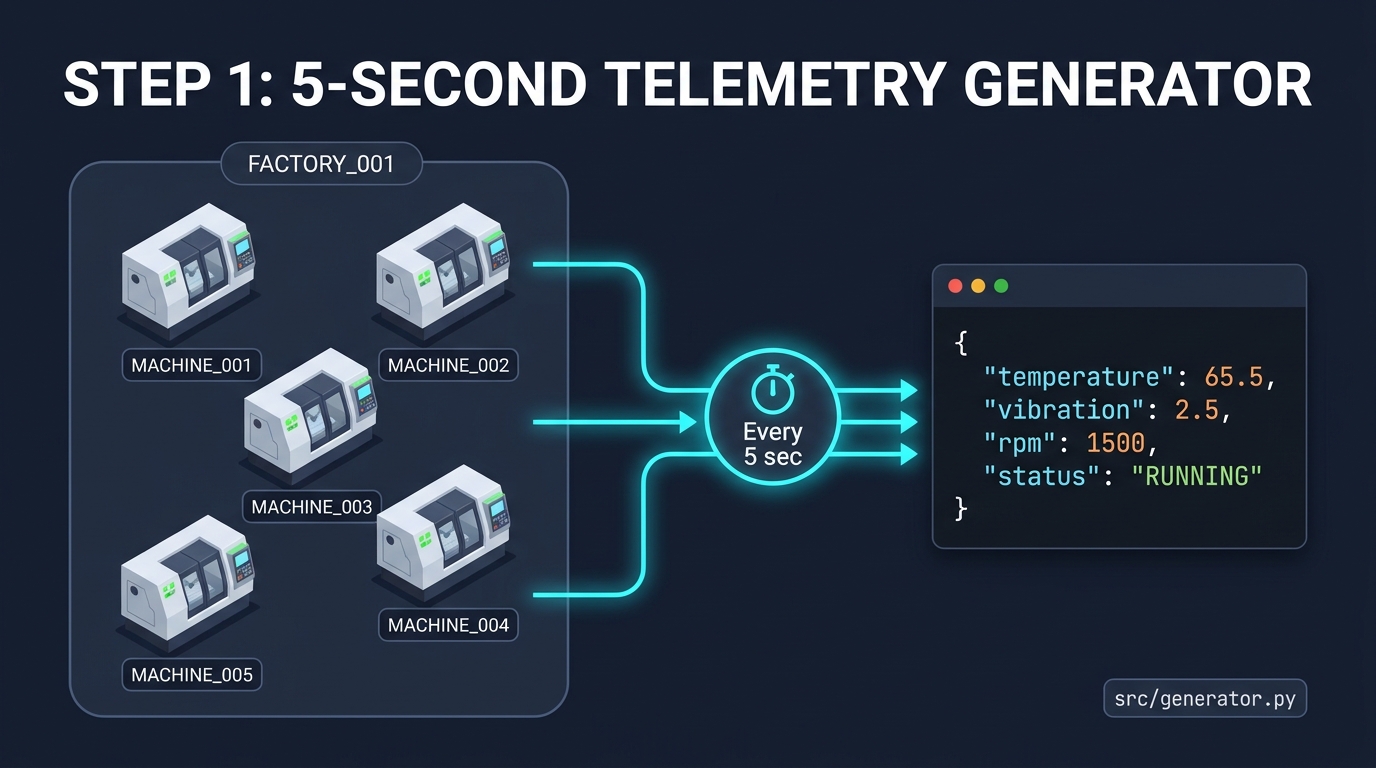 STEP 1: 5-SECOND TELEMETRY GENERATOR
FACTORY_001
MACHINE_001
MACHINE_002
MACHINE_003
MACHINE_004
MACHINE_005
Every
5 sec
{
"temperature": 65.5,
"vibration": 2.5,
"rpm": 1500,
"status": "RUNNING"
}
src/generator.py